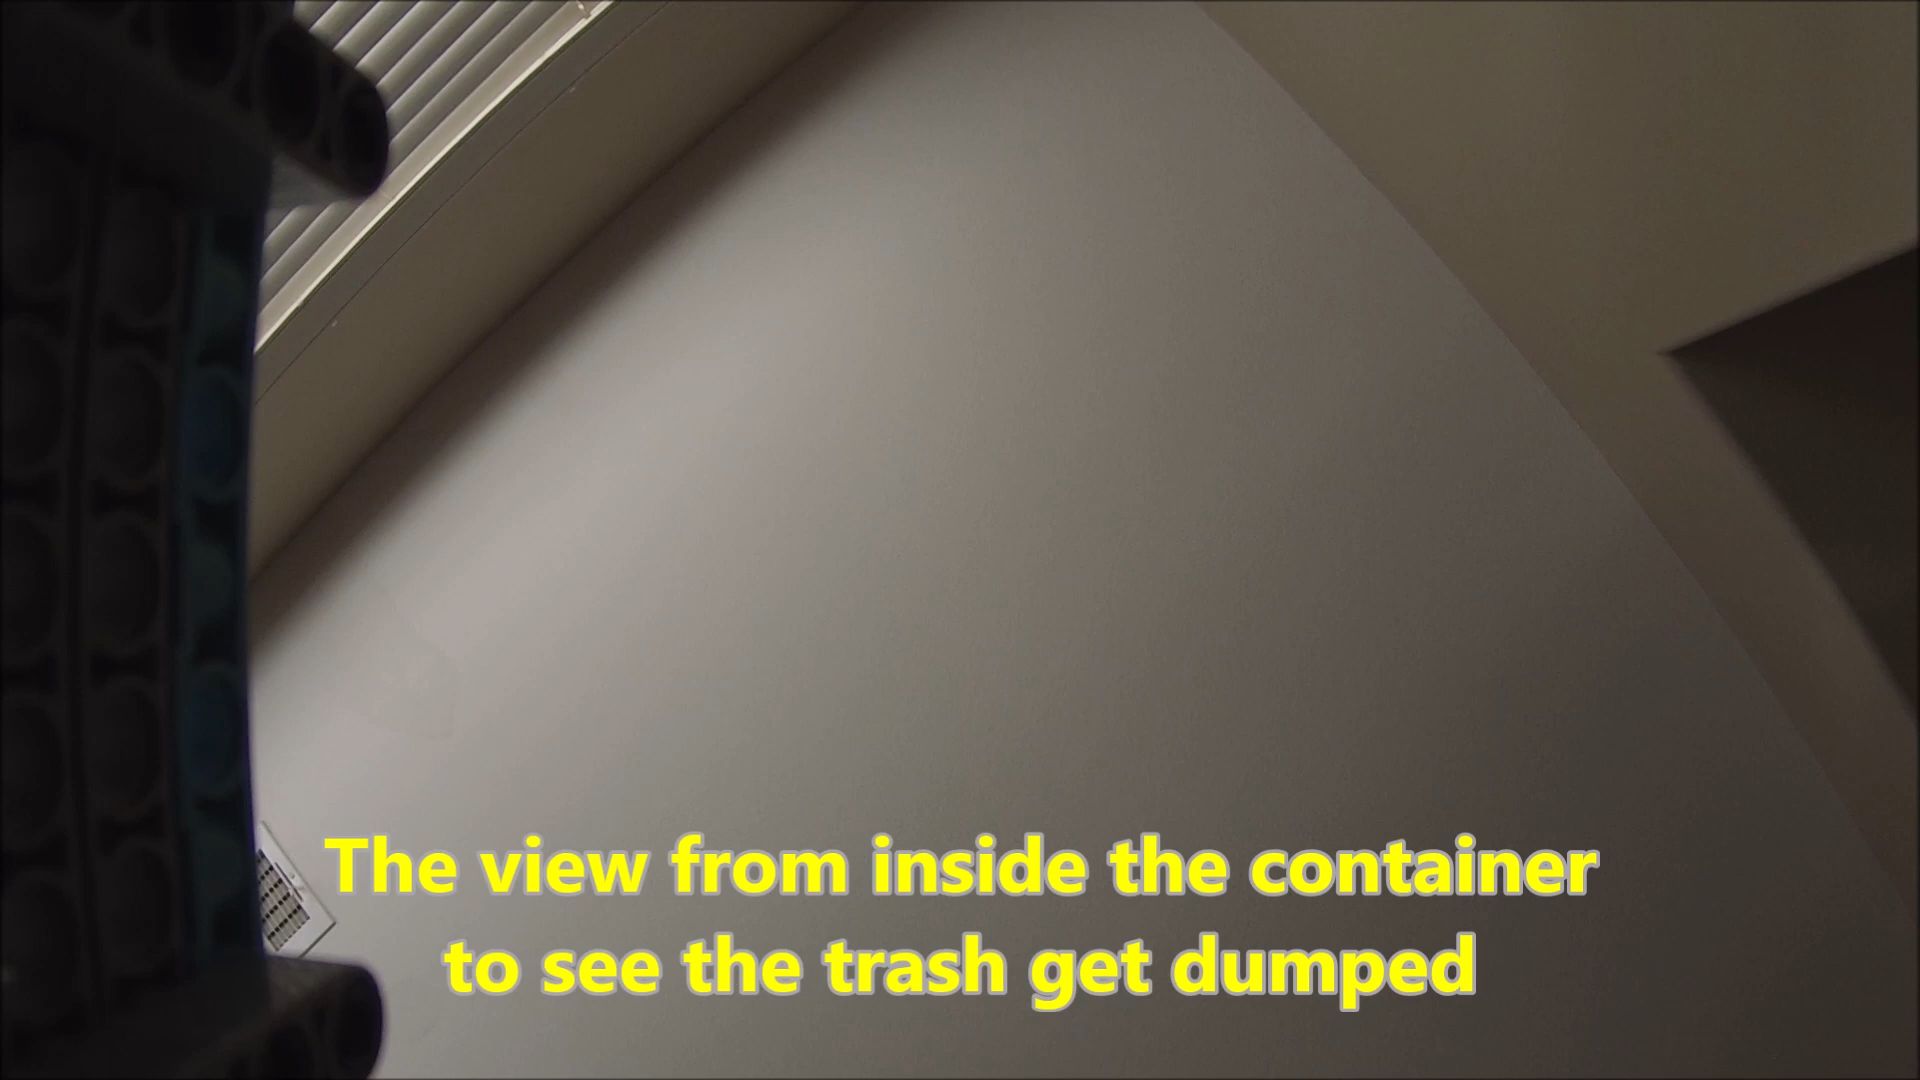 The view from inside the container
to see the trash get dumped